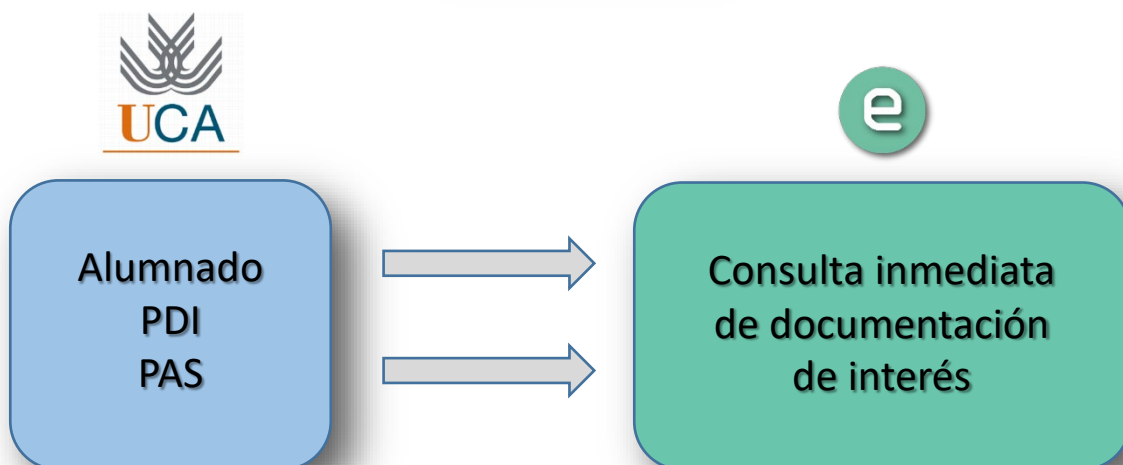 UCA
e
Alumnado
PDI
PAS
Consulta inmediata
de documentación
de interés